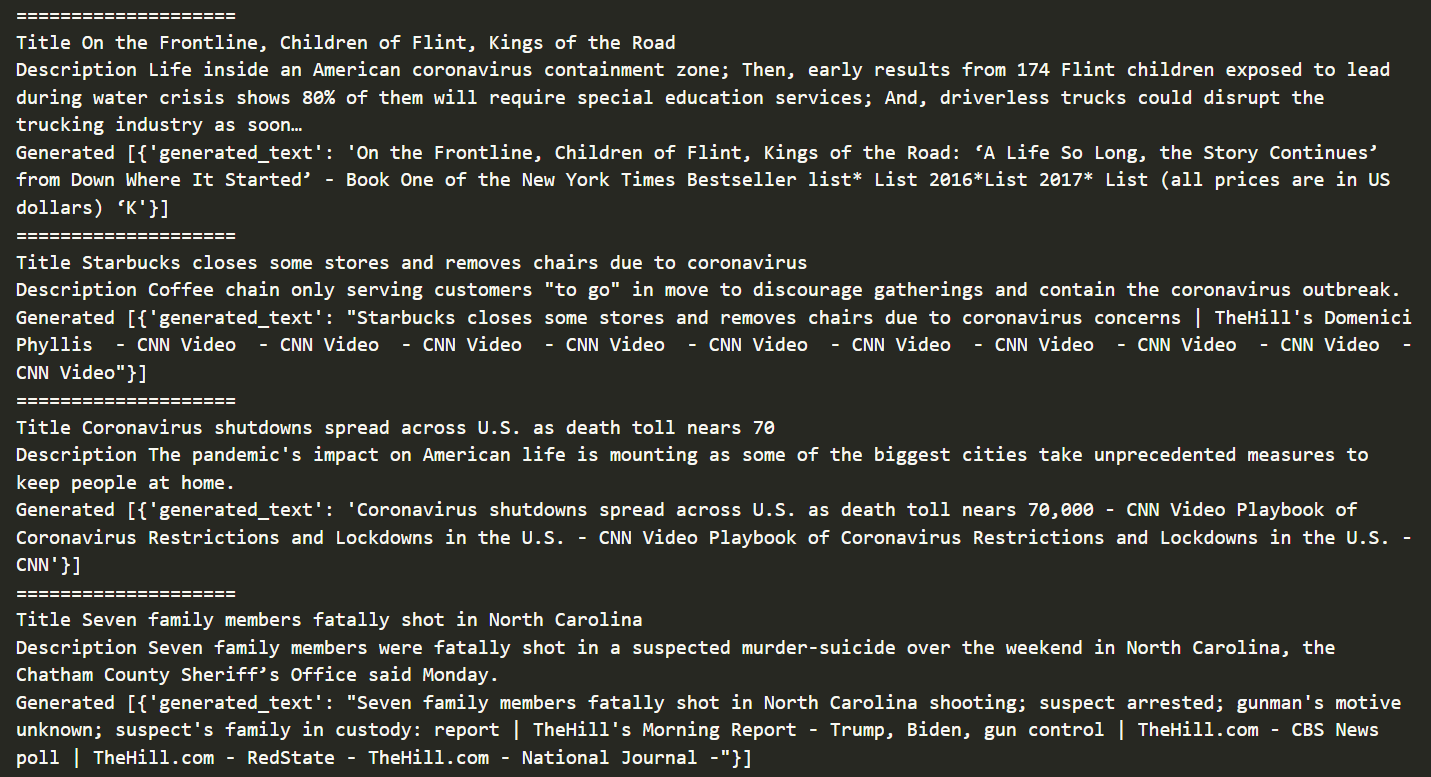 ====================
Title On the Frontline, Children of Flint, Kings of the Road
Description Life inside an American coronavirus containment zone; Then, early results from 174 Flint children exposed to lead
during water crisis shows 80% of them will require special education services; And, driverless trucks could disrupt the
trucking industry as soon…
Generated [{'generated_text': 'On the Frontline, Children of Flint, Kings of the Road: ‘A Life So Long, the Story Continues’
from Down Where It Started’ - Book One of the New York Times Bestseller list* List 2016*List 2017* List (all prices are in US
dollars) ‘K'}]
====================
Title Starbucks closes some stores and removes chairs due to coronavirus
Description Coffee chain only serving customers "to go" in move to discourage gatherings and contain the coronavirus outbreak.
Generated [{'generated_text': "Starbucks closes some stores and removes chairs due to coronavirus concerns | TheHill's Domenici
Phyllis  - CNN Video  - CNN Video  - CNN Video  - CNN Video  - CNN Video  - CNN Video  - CNN Video  - CNN Video  - CNN Video  -
CNN Video"}]
====================
Title Coronavirus shutdowns spread across U.S. as death toll nears 70
Description The pandemic's impact on American life is mounting as some of the biggest cities take unprecedented measures to
keep people at home.
Generated [{'generated_text': 'Coronavirus shutdowns spread across U.S. as death toll nears 70,000 - CNN Video Playbook of
Coronavirus Restrictions and Lockdowns in the U.S. - CNN Video Playbook of Coronavirus Restrictions and Lockdowns in the U.S. -
CNN'}]
====================
Title Seven family members fatally shot in North Carolina
Description Seven family members were fatally shot in a suspected murder-suicide over the weekend in North Carolina, the
Chatham County Sheriff’s Office said Monday.
Generated [{'generated_text': "Seven family members fatally shot in North Carolina shooting; suspect arrested; gunman's motive
unknown; suspect's family in custody: report | TheHill's Morning Report - Trump, Biden, gun control | TheHill.com - CBS News
poll | TheHill.com - RedState - TheHill.com - National Journal -"}]